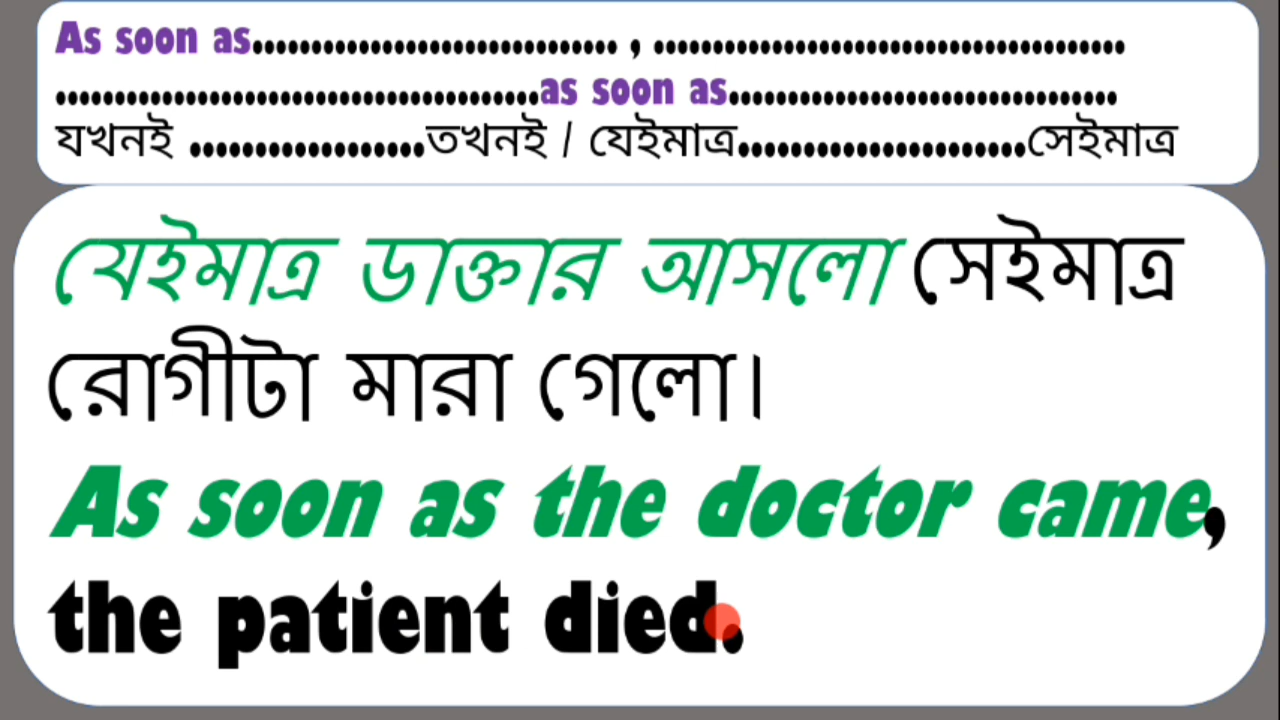 As soon as............................... , ........................................
.........................................as soon as.................................
যখনই ..................তখনই / যেইমাত্র......................সেইমাত্র
যেইমাত্র ডাক্তার আসলো সেইমাত্র
রোগীটা মারা গেলো।
As soon as the doctor came,
the patient died.